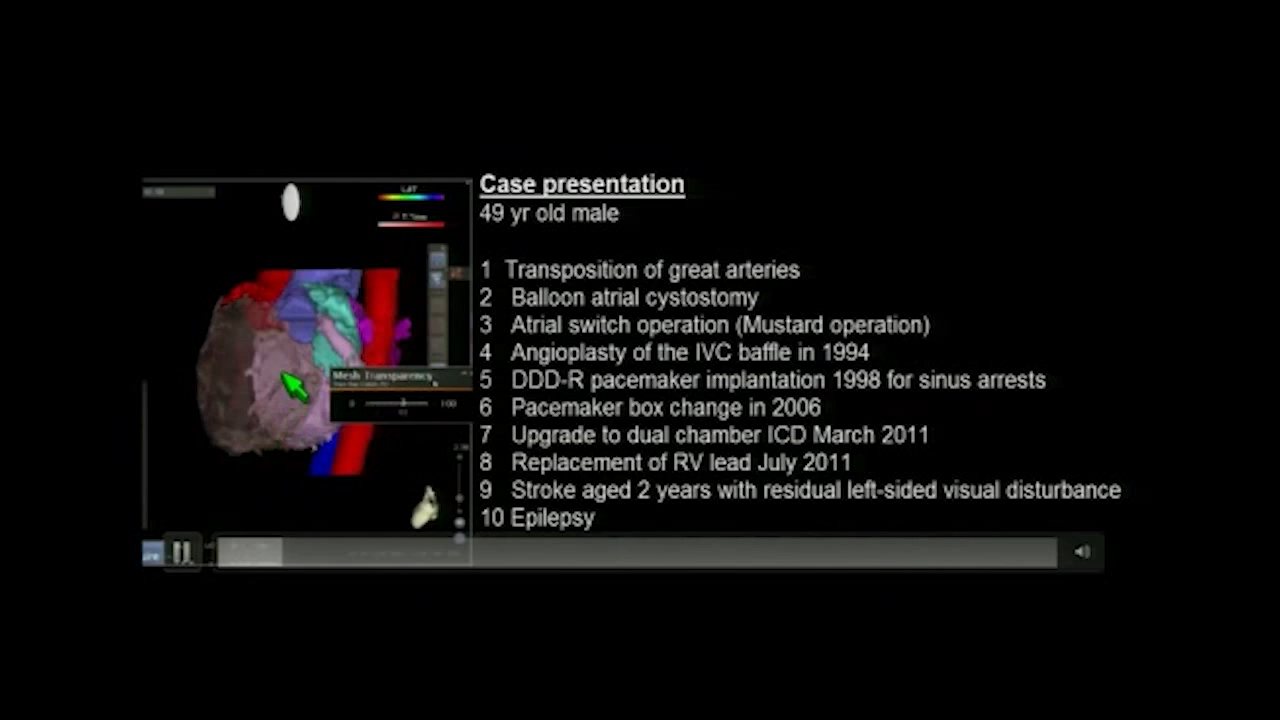 Case presentation
49 yr old male
1 Transposition of great arteries
2 Balloon atrial cystostomy
3 Atrial switch operation (Mustard operation)
4 Angioplasty of the IVC baffle in 1994
5 DDD-R pacemaker implantation 1998 for sinus arrests
6 Pacemaker box change in 2006
7 Upgrade to dual chamber ICD March 2011
8 Replacement of RV lead July 2011
9 Stroke aged 2 years with residual left-sided visual disturbance
10 Epilepsy
LAT
Mesh Transparency
0 100